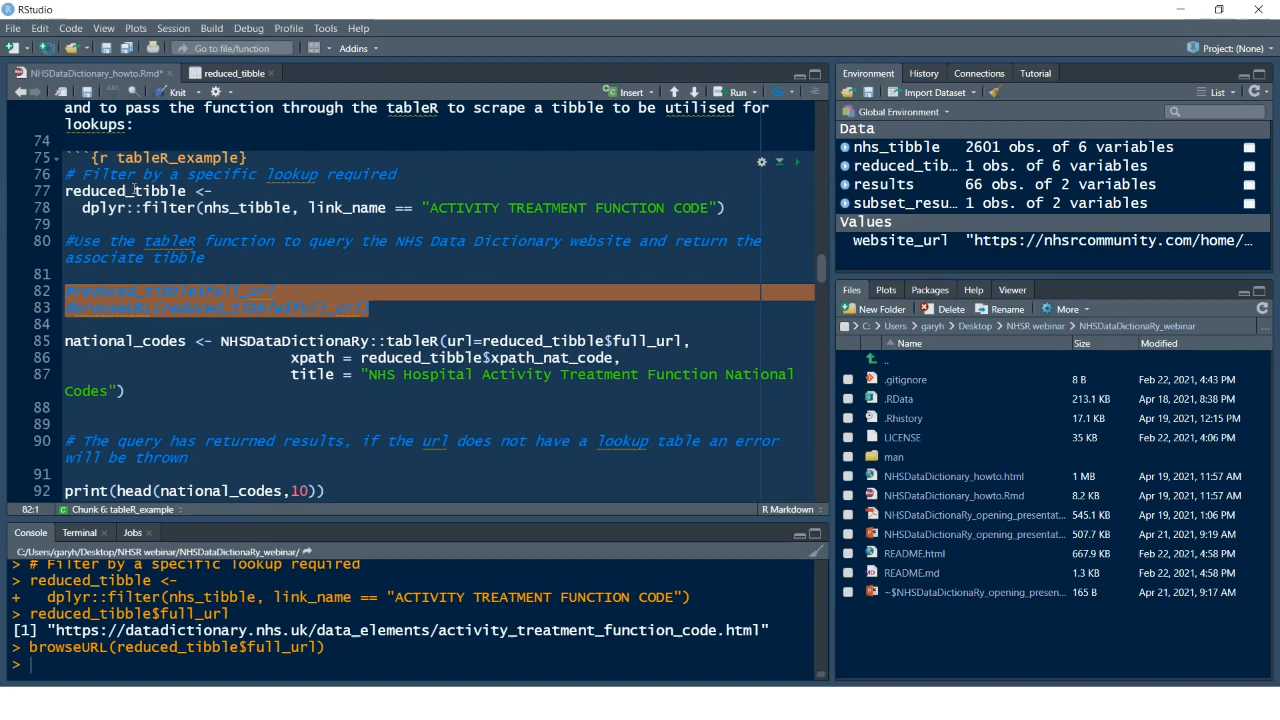 RStudio
File Edit Code View Plots Session Build Debug Profile Tools Help
Go to file/function Addins Project: (None)
NHSDataDictionary_howto.Rmd* reduced_tibble
Knit Insert Run
and to pass the function through the tableR to scrape a tibble to be utilised for
lookups:
74
75 ```{r tableR_example}
76 # Filter by a specific lookup required
77 reduced_tibble <-
78 dplyr::filter(nhs_tibble, link_name == "ACTIVITY TREATMENT FUNCTION CODE")
79
80 #Use the tableR function to query the NHS Data Dictionary website and return the
associate tibble
81
82 #reduced_tibble$full_url
83 #browseURL(reduced_tibble$full_url)
84
85 national_codes <- NHSDataDictionaRy::tableR(url=reduced_tibble$full_url,
86 xpath = reduced_tibble$xpath_nat_code,
87 title = "NHS Hospital Activity Treatment Function National
Codes")
88
89
90 # The query has returned results, if the url does not have a lookup table an error
will be thrown
91
92 print(head(national_codes,10))
82:1 Chunk 6: tableR_example R Markdown
Console Terminal Jobs
C:/Users/garyh/Desktop/NHSR webinar/NHSDataDictionaRy_webinar/
> # Filter by a specific lookup required
> reduced_tibble <-
+ dplyr::filter(nhs_tibble, link_name == "ACTIVITY TREATMENT FUNCTION CODE")
> reduced_tibble$full_url
[1] "https://datadictionary.nhs.uk/data_elements/activity_treatment_function_code.html"
> browseURL(reduced_tibble$full_url)
>
Environment History Connections Tutorial
Import Dataset List
Global Environment
Data
nhs_tibble 2601 obs. of 6 variables
reduced_tib... 1 obs. of 6 variables
results 66 obs. of 2 variables
subset_resu... 1 obs. of 2 variables
Values
website_url "https://nhsrcommunity.com/home/...
Files Plots Packages Help Viewer
New Folder Delete Rename More
C: Users garyh Desktop NHSR webinar NHSDataDictionaRy_webinar ...
Name Size Modified
..
.gitignore 8 B Feb 22, 2021, 4:43 PM
.RData 213.1 KB Apr 18, 2021, 8:38 PM
.Rhistory 17.1 KB Apr 19, 2021, 12:15 PM
LICENSE 35 KB Feb 22, 2021, 4:06 PM
man
NHSDataDictionary_howto.html 1 MB Apr 19, 2021, 11:57 AM
NHSDataDictionary_howto.Rmd 8.2 KB Apr 19, 2021, 11:57 AM
NHSDataDictionaRy_opening_presentat... 545.1 KB Apr 19, 2021, 1:06 PM
NHSDataDictionaRy_opening_presentat... 507.7 KB Apr 21, 2021, 9:19 AM
README.html 667.9 KB Feb 22, 2021, 4:58 PM
README.md 1.3 KB Feb 22, 2021, 4:58 PM
~$NHSDataDictionaRy_opening_presen... 165 B Apr 21, 2021, 9:17 AM